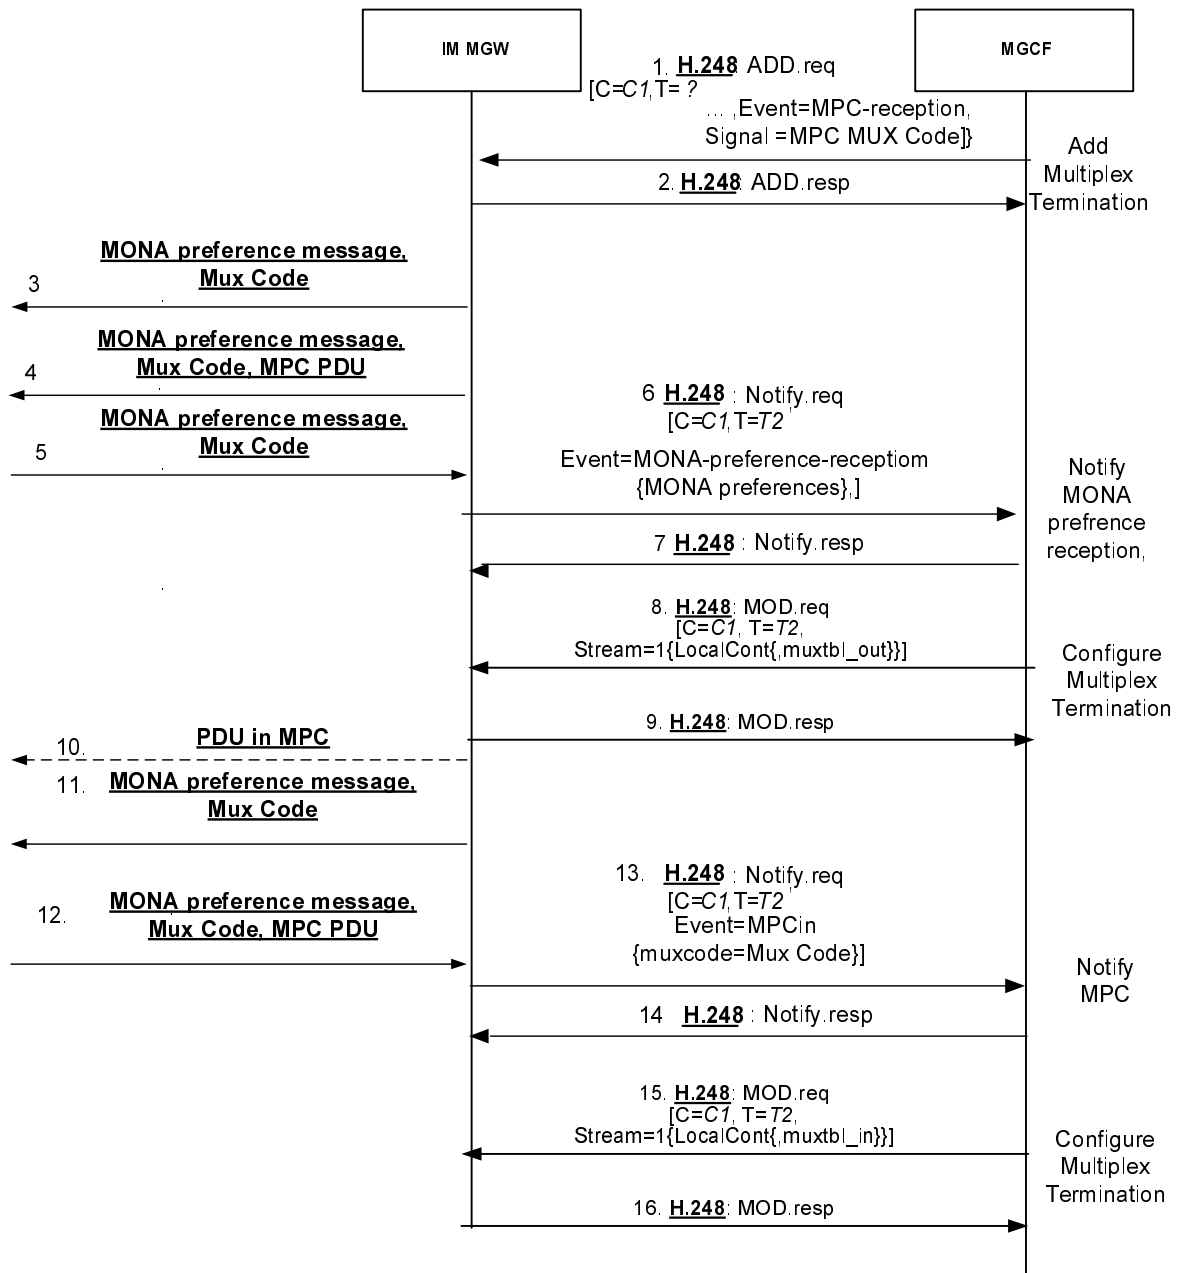 IM MGW
MGCF
1. H.248: ADD.req
[C=C1,T= ?
... ,Event=MPC-reception,
Signal =MPC MUX Code]}
Add
Multiplex
Termination
2. H.248: ADD.resp
MONA preference message,
Mux Code
3
MONA preference message,
Mux Code, MPC PDU
4
MONA preference message,
Mux Code
5
6 H.248 : Notify.req
[C=C1,T=T2 ,
Event=MONA-preference-receptiom
{MONA preferences},]
Notify
MONA
prefrence
reception,
7 H.248 : Notify.resp
8. H.248: MOD.req
[C=C1, T=T2,
Stream=1{LocalCont{,muxtbl_out}}]
Configure
Multiplex
Termination
9. H.248: MOD.resp
10. PDU in MPC
11. MONA preference message,
Mux Code
12. MONA preference message,
Mux Code, MPC PDU
13. H.248 : Notify.req
[C=C1,T=T2 ,
Event=MPCin
{muxcode=Mux Code}]
Notify
MPC
14 H.248 : Notify.resp
15. H.248: MOD.req
[C=C1, T=T2,
Stream=1{LocalCont{,muxtbl_in}}]
Configure
Multiplex
Termination
16. H.248: MOD.resp